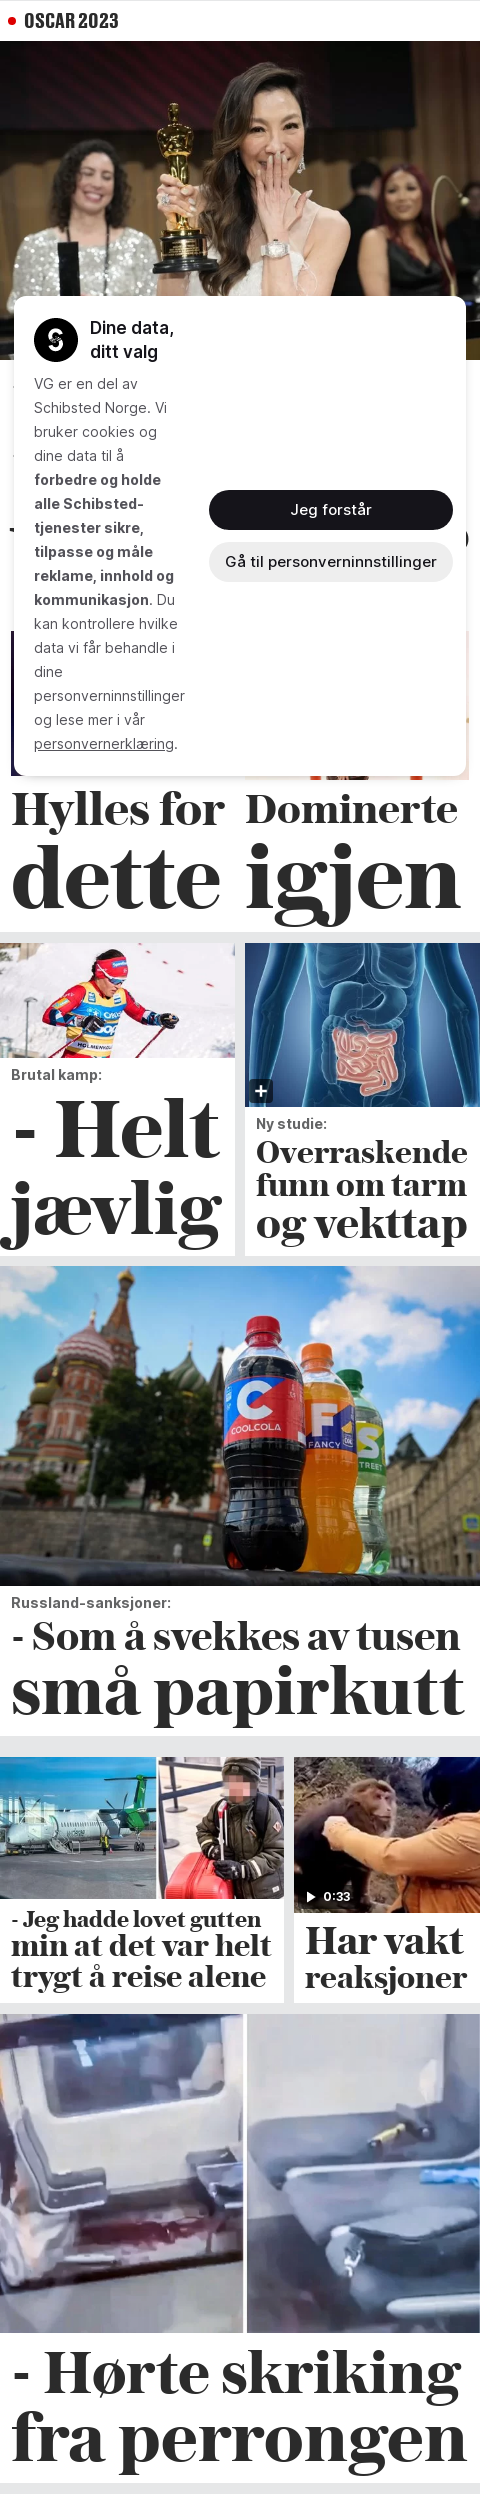 OSCAR 2023
Dine data,
ditt valg
VG er en del av
Schibsted Norge. Vi
bruker cookies og
dine data til å
forbedre og holde
alle Schibsted-
tjenester sikre,
tilpasse og måle
reklame, innhold og
kommunikasjon. Du
kan kontrollere hvilke
data vi får behandle i
dine
personverninnstillinger
og lese mer i vår
personvernerklæring.
Jeg forstår
Gå til personverninnstillinger
Hylles for
dette
Dominerte
igjen
HOLMENKOLLEN
Brutal kamp:
- Helt
jævlig
Ny studie:
Overraskende
funn om tarm
og vekttap
C
COOLCOLA
F
FANCY
S
STREET
Russland-sanksjoner:
- Som å svekkes av tusen
små papirkutt
- Jeg hadde lovet gutten
min at det var helt
trygt å reise alene
0:33
Har vakt
reaksjoner
- Hørte skriking
fra perrongen